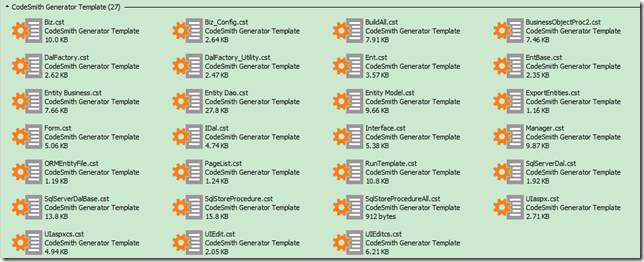 CodeSmith Generator Template (27)
Biz.cst
CodeSmith Generator Template
10.0 KB
Biz_Config.cst
CodeSmith Generator Template
2.64 KB
BuildAll.cst
CodeSmith Generator Template
7.91 KB
BusinessObjectProc2.cst
CodeSmith Generator Template
7.46 KB
DalFactory.cst
CodeSmith Generator Template
2.62 KB
DalFactory_Utility.cst
CodeSmith Generator Template
2.47 KB
Ent.cst
CodeSmith Generator Template
3.57 KB
EntBase.cst
CodeSmith Generator Template
2.35 KB
Entity Business.cst
CodeSmith Generator Template
7.66 KB
Entity Dao.cst
CodeSmith Generator Template
27.8 KB
Entity Model.cst
CodeSmith Generator Template
9.66 KB
ExportEntities.cst
CodeSmith Generator Template
1.16 KB
Form.cst
CodeSmith Generator Template
5.06 KB
IDal.cst
CodeSmith Generator Template
4.74 KB
Interface.cst
CodeSmith Generator Template
5.38 KB
Manager.cst
CodeSmith Generator Template
9.87 KB
ORMEntityFile.cst
CodeSmith Generator Template
1.19 KB
PageList.cst
CodeSmith Generator Template
1.24 KB
RunTemplate.cst
CodeSmith Generator Template
10.8 KB
SqlServerDal.cst
CodeSmith Generator Template
1.92 KB
SqlServerDalBase.cst
CodeSmith Generator Template
13.8 KB
SqlStoreProcedure.cst
CodeSmith Generator Template
15.8 KB
SqlStoreProcedureAll.cst
CodeSmith Generator Template
912 bytes
UIaspx.cst
CodeSmith Generator Template
2.71 KB
UIaspxcs.cst
CodeSmith Generator Template
4.94 KB
UIEdit.cst
CodeSmith Generator Template
2.05 KB
UIEditcs.cst
CodeSmith Generator Template
6.21 KB